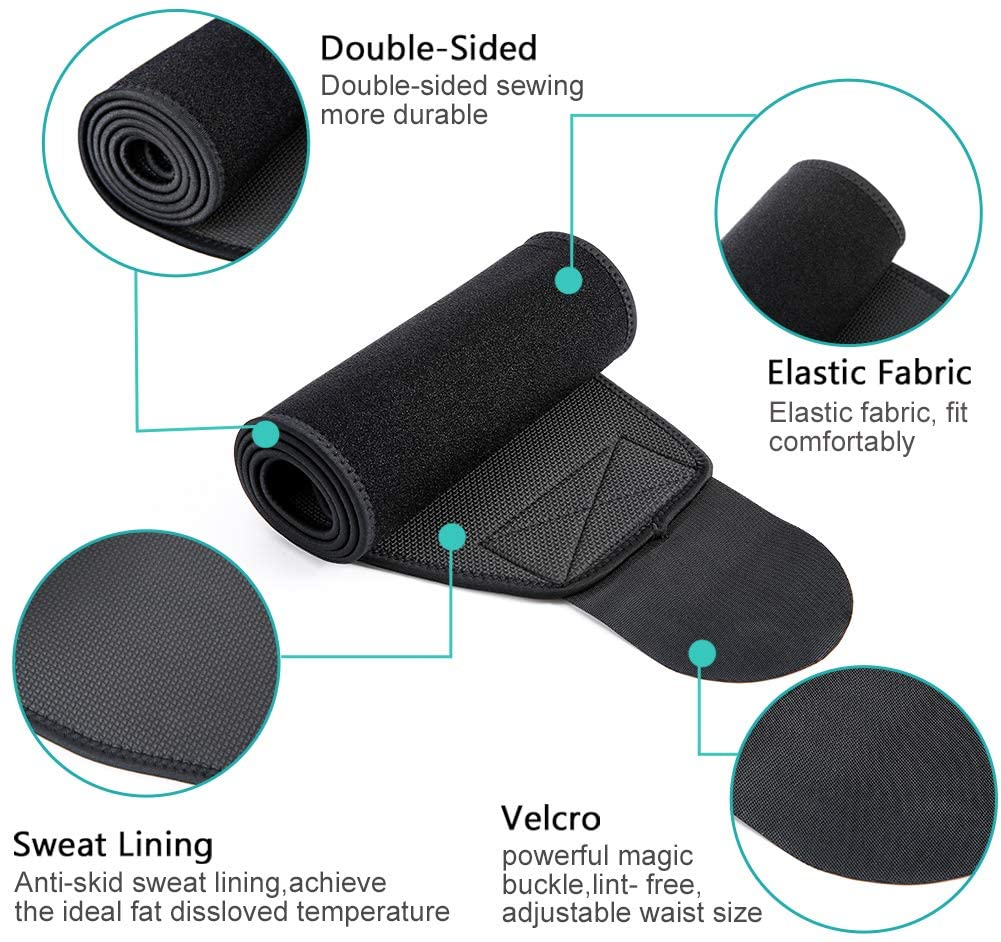 Double-Sided
Double-sided sewing
more durable
Elastic Fabric
Elastic fabric, fit
comfortably
Sweat Lining
Anti-skid sweat lining,achieve
the ideal fat dissloved temperature
Velcro
powerful magic
buckle,lint- free,
adjustable waist size